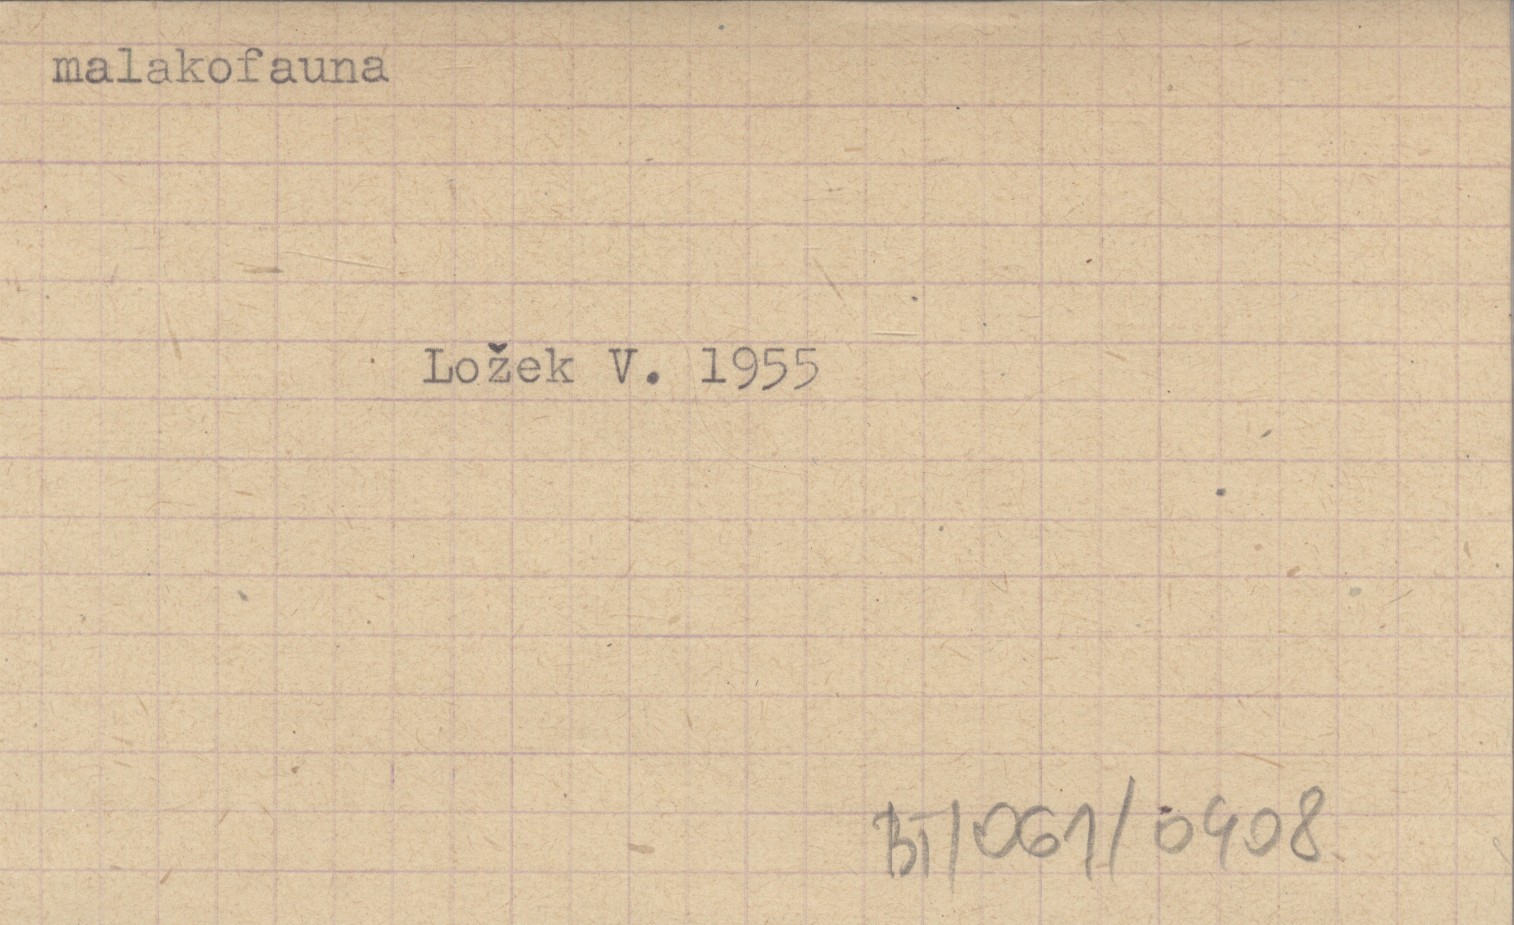 malakofauna
Ložek V. 1955
BI/061/0408